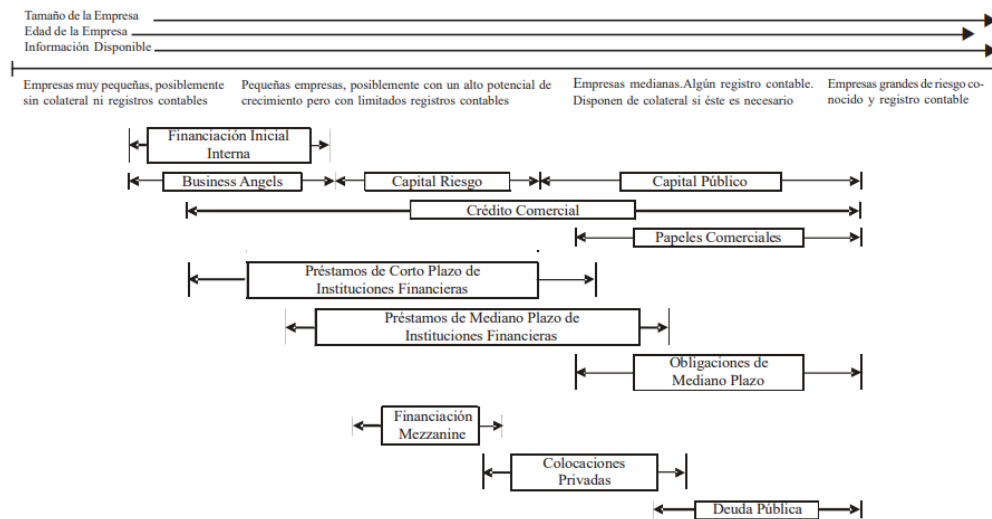 Tamaño de la Empresa
Edad de la Empresa
Información Disponible
Empresas muy pequeñas, posiblemente
sin colateral ni registros contables
Pequeñas empresas, posiblemente con un alto potencial de
crecimiento pero con limitados registros contables
Empresas medianas.Algún registro contable.
Disponen de colateral si éste es necesario
Empresas grandes de riesgo co-
nocido y registro contable
Financiación Inicial
Interna
Business Angels
Capital Riesgo
Capital Público
Crédito Comercial
Papeles Comerciales
Préstamos de Corto Plazo de
Instituciones Financieras
Préstamos de Mediano Plazo de
Instituciones Financieras
Obligaciones de
Mediano Plazo
Financiación
Mezzanine
Colocaciones
Privadas
Deuda Pública